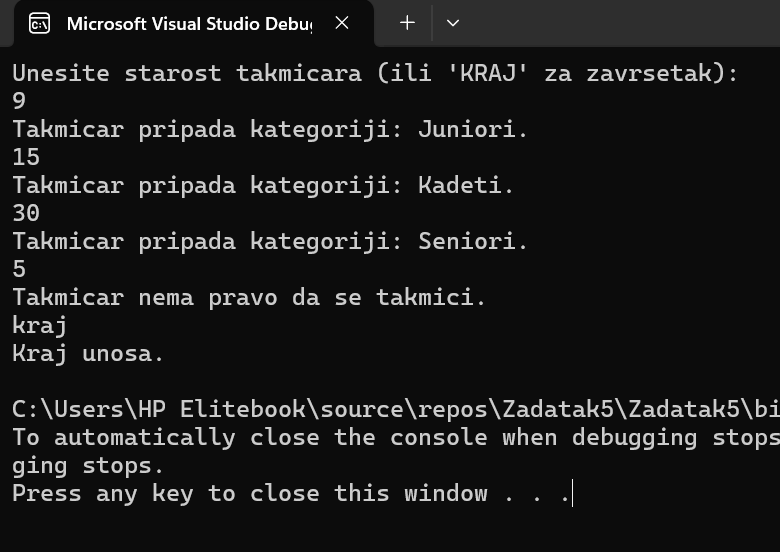 Microsoft Visual Studio Debu
Unesite starost takmicara (ili 'KRAJ' za zavrsetak):
9
Takmicar pripada kategoriji: Juniori.
15
Takmicar pripada kategoriji: Kadeti.
30
Takmicar pripada kategoriji: Seniori.
5
Takmicar nema pravo da se takmici.
kraj
Kraj unosa.
C:\Users\HP Elitebook\source\repos\Zadatak5\Zadatak5\bi
To automatically close the console when debugging stops
ging stops.
Press any key to close this window . . .